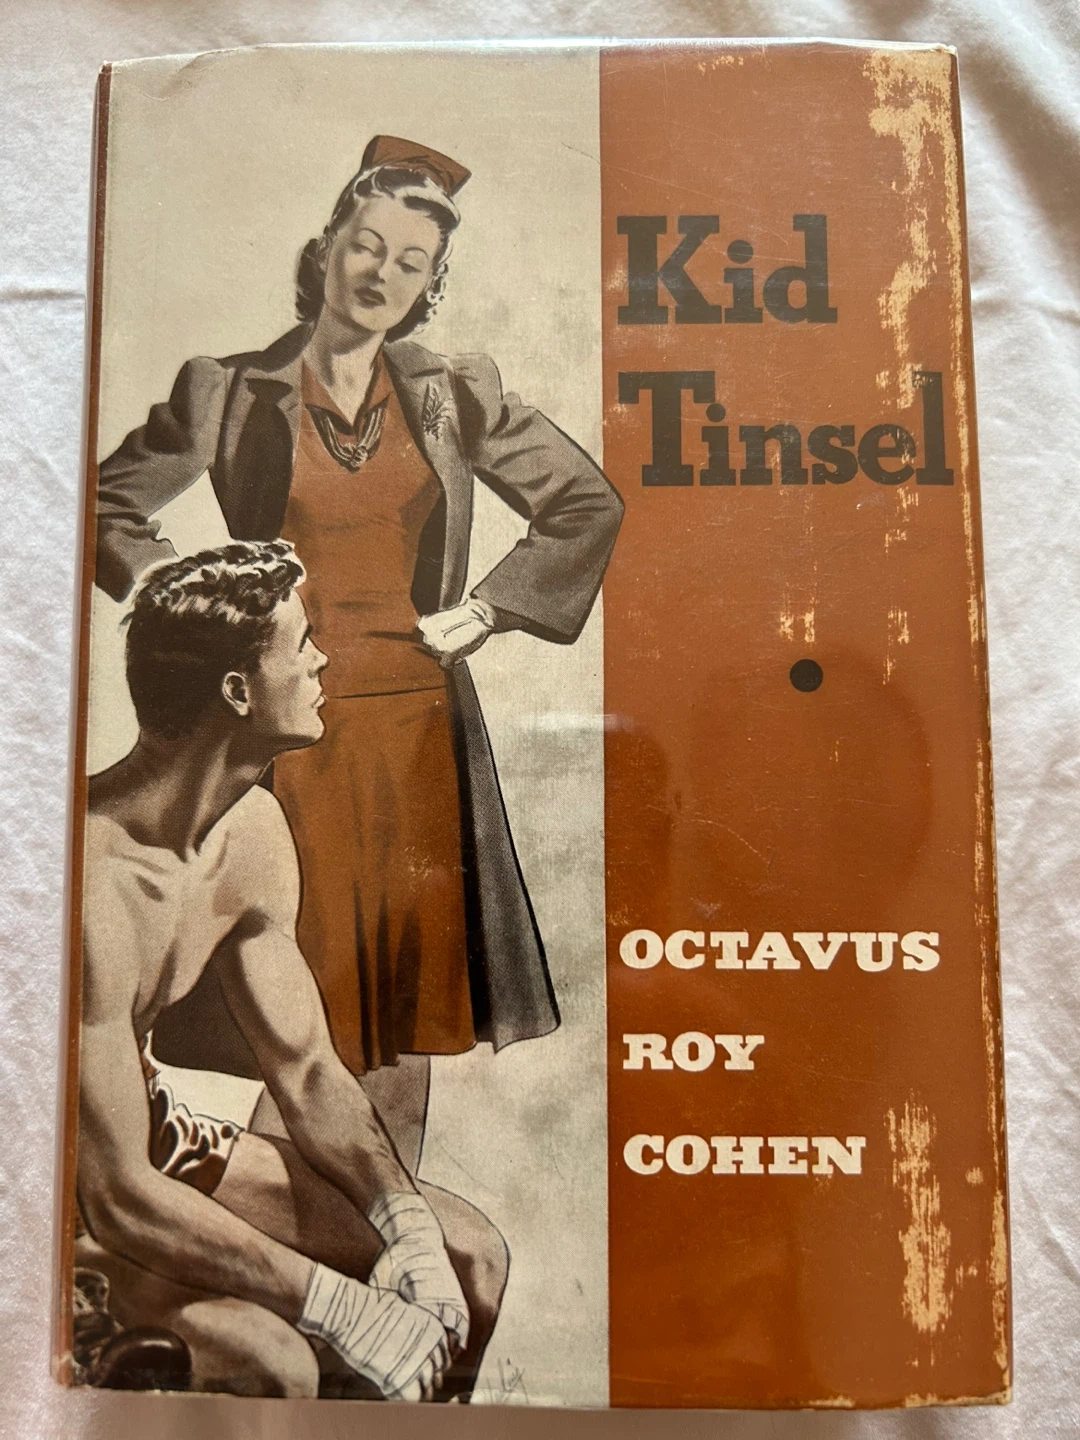 Kid
Tinsel
OCTAVUS
ROY
COHEN